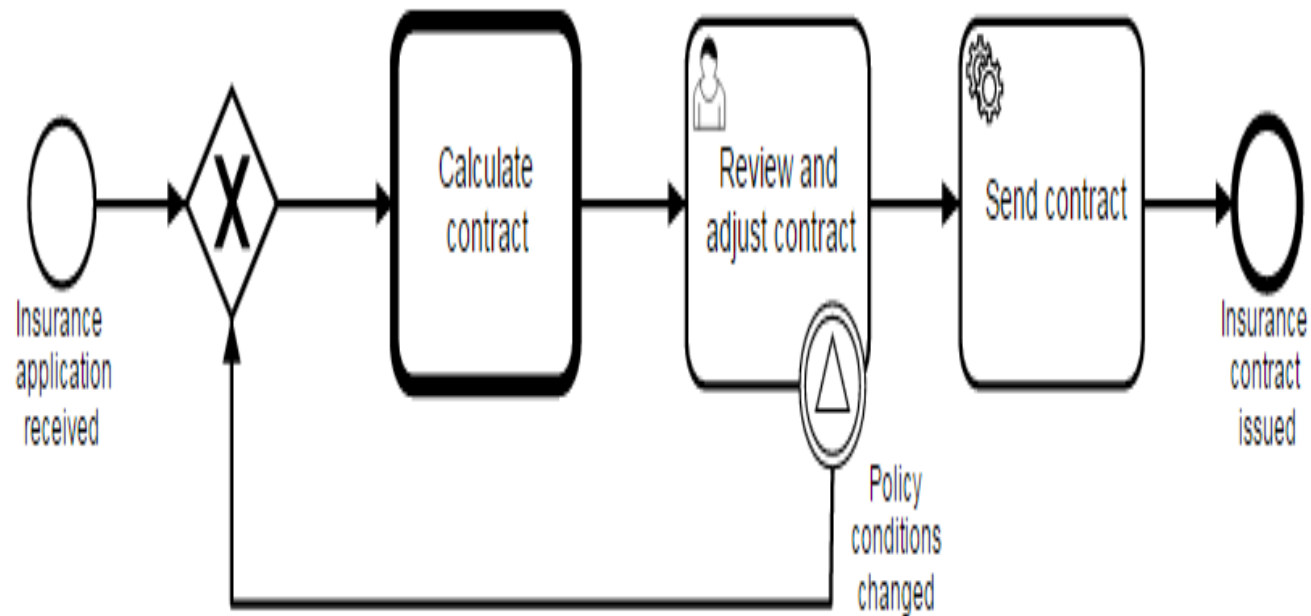 Insurance
application
received
X
Calculate
contract
Review and
adjust contract
Send contract
Policy
conditions
changed
Insurance
contract
issued